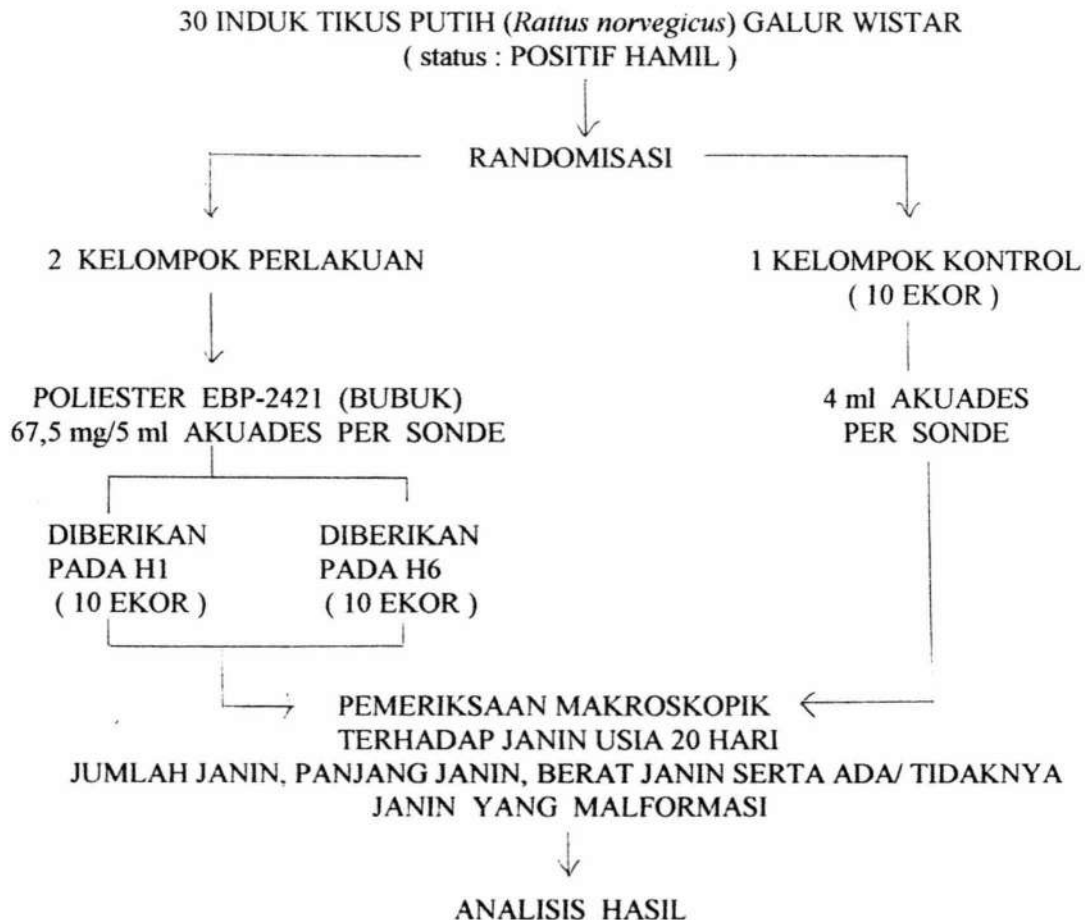 30 INDUK TIKUS PUTIH (Rattus norvegicus) GALUR WISTAR
( status : POSITIF HAMIL )
RANDOMISASI
2 KELOMPOK PERLAKUAN
1 KELOMPOK KONTROL
( 10 EKOR )
POLIESTER EBP-2421 (BUBUK)
67,5 mg/5 ml AKUADES PER SONDE
4 ml AKUADES
PER SONDE
DIBERIKAN
PADA H1
( 10 EKOR )
DIBERIKAN
PADA H6
( 10 EKOR )
PEMERIKSAAN MAKROSKOPIK
TERHADAP JANIN USIA 20 HARI
JUMLAH JANIN, PANJANG JANIN, BERAT JANIN SERTA ADA/ TIDAKNYA
JANIN YANG MALFORMASI
ANALISIS HASIL